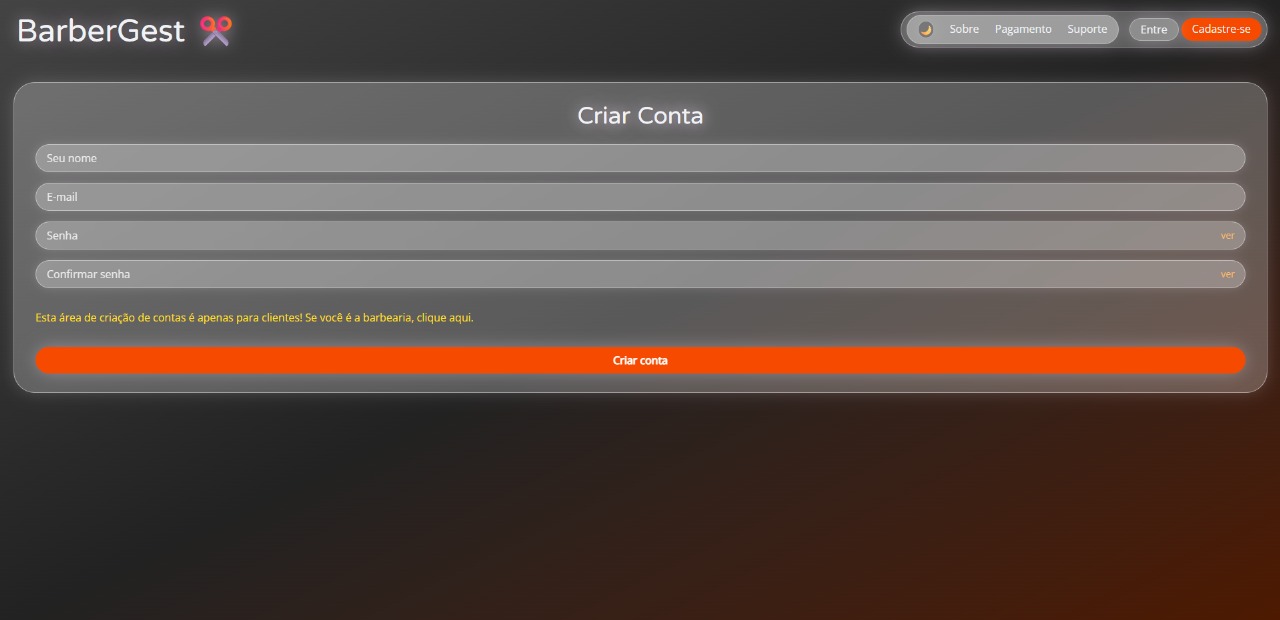 BarberGest
Sobre Pagamento Suporte Entre Cadastre-se
Criar Conta
Seu nome
E-mail
Senha ver
Confirmar senha ver
Esta área de criação de contas é apenas para clientes! Se você é a barbearia, clique aqui.
Criar conta